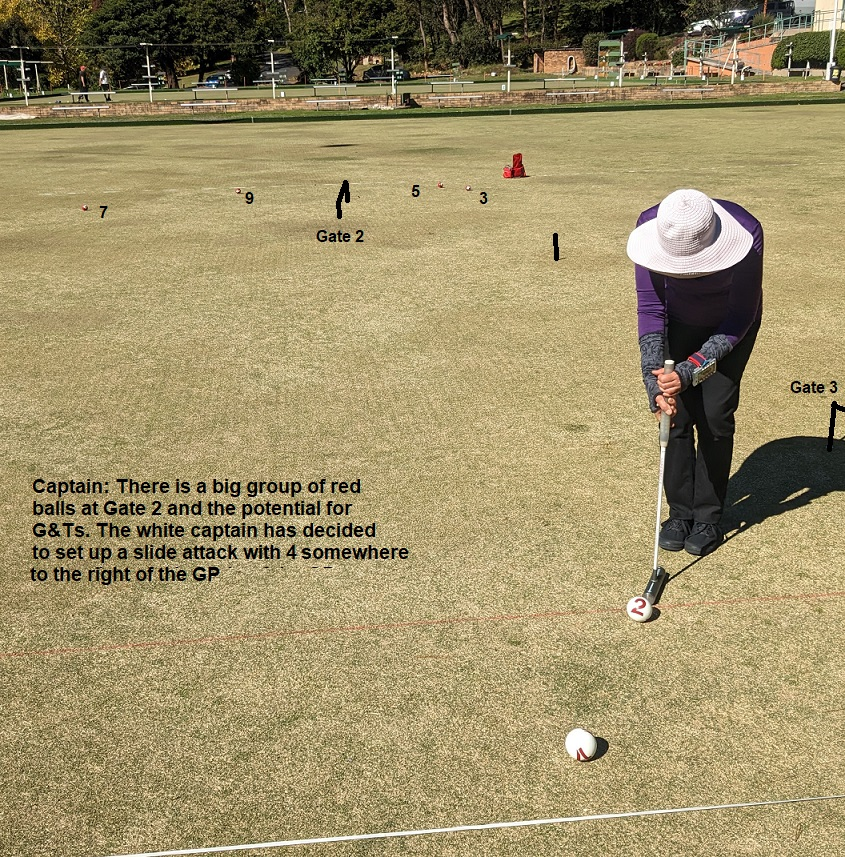 7
9
5
3
Gate 2
Gate 3
Captain: There is a big group of red
balls at Gate 2 and the potential for
G&Ts. The white captain has decided
to set up a slide attack with 4 somewhere
to the right of the GP
2